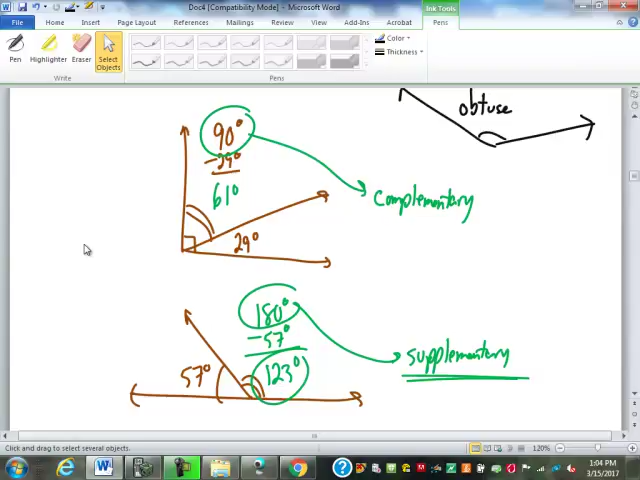 Doc4 [Compatibility Mode] - Microsoft Word
Ink Tools
File
Home
Insert
Page Layout
References
Mailings
Review
View
Add-Ins
Acrobat
Pens
Pen
Highlighter
Eraser
Select
Objects
Color
Thickness
Write
Pens
obtuse
90°
-29°
61°
complementary
29°
180°
-57°
123°
57°
supplementary
Click and drag to select several objects.
120%
1:04 PM
3/15/2017